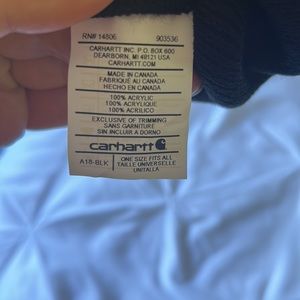 RN# 14806 903536
CARHARTT INC. P.O. BOX 600
DEARBORN, MI 48121 USA
CARHARTT.COM
MADE IN CANADA
FABRIQUÉ AU CANADA
HECHO EN CANADA
100% ACRYLIC
100% ACRYLIQUE
100% ACRILICO
EXCLUSIVE OF TRIMMING
SANS GARNITURE
SIN INCLUIR ADORNO
carhartt
A18-BLK
ONE SIZE FITS ALL
TAILLE UNIVERSELLE
UNITALLA